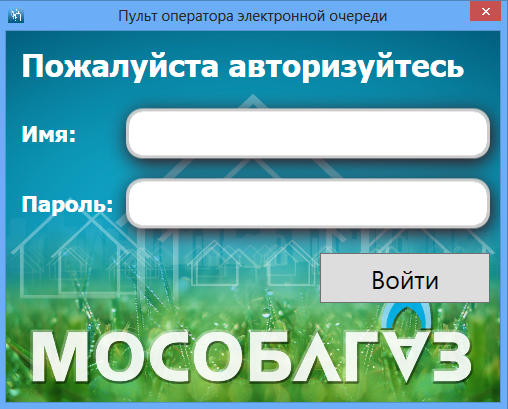 Пульт оператора электронной очереди
Пожалуйста авторизуйтесь
Имя:
Пароль:
Войти
МОСОБЛГАЗ